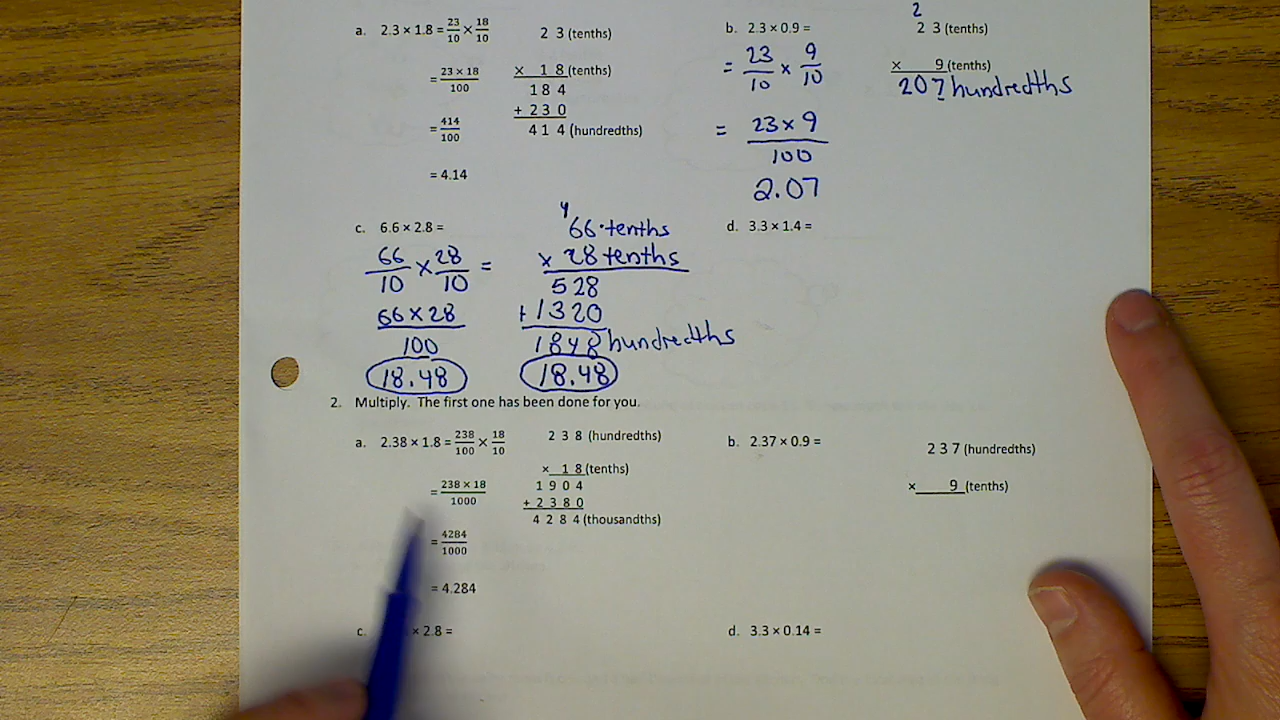 a. 2.3 × 1.8 = 23/10 × 18/10
= 23 × 18/100
= 414/100
= 4.14
2 3 (tenths)
× 1 8 (tenths)
1 8 4
+ 2 3 0
4 1 4 (hundredths)
b. 2.3 × 0.9 =
= 23/10 × 9/10
= 23 × 9/100
2.07
2
2 3 (tenths)
× 9 (tenths)
207 hundredths
c. 6.6 × 2.8 =
66/10 × 28/10 =
66 × 28/100
18.48
4
66 tenths
× 28 tenths
528
+1320
1848 hundredths
18.48
d. 3.3 × 1.4 =
2. Multiply. The first one has been done for you.
a. 2.38 × 1.8 = 238/100 × 18/10
= 238 × 18/1000
= 4284/1000
= 4.284
2 3 8 (hundredths)
× 1 8 (tenths)
1 9 0 4
+ 2 3 8 0
4 2 8 4 (thousandths)
b. 2.37 × 0.9 =
2 3 7 (hundredths)
× 9 (tenths)
c. × 2.8 =
d. 3.3 × 0.14 =